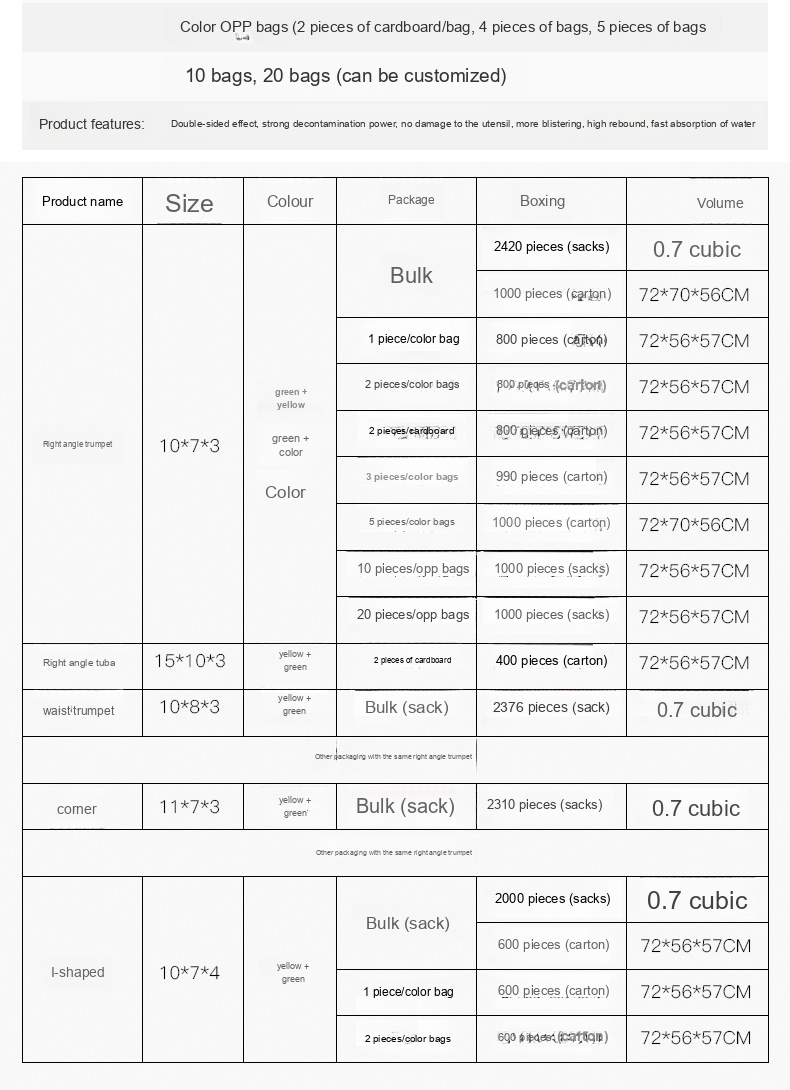 Color OPP bags (2 pieces of cardboard/bag, 4 pieces of bags, 5 pieces of bags
10 bags, 20 bags (can be customized)
Product features: Double-sided effect, strong decontamination power, no damage to the utensil, more blistering, high rebound, fast absorption of water
Product name Size Colour Package Boxing Volume
Right angle trumpet 10*7*3
green +
yellow
green +
color
Color
Bulk 2420 pieces (sacks) 0.7 cubic
1000 pieces (carton) 72*70*56CM
1 piece/color bag 800 pieces (carton) 72*56*57CM
2 pieces/color bags 800 pieces (carton) 72*56*57CM
2 pieces/cardboard 800 pieces (carton) 72*56*57CM
3 pieces/color bags 990 pieces (carton) 72*56*57CM
5 pieces/color bags 1000 pieces (carton) 72*70*56CM
10 pieces/opp bags 1000 pieces (sacks) 72*56*57CM
20 pieces/opp bags 1000 pieces (sacks) 72*56*57CM
Right angle tuba 15*10*3 yellow +
green
2 pieces of cardboard 400 pieces (carton) 72*56*57CM
waist trumpet 10*8*3 yellow +
green
Bulk (sack) 2376 pieces (sack) 0.7 cubic
Other packaging with the same right angle trumpet
corner 11*7*3 yellow +
green
Bulk (sack) 2310 pieces (sacks) 0.7 cubic
Other packaging with the same right angle trumpet
I-shaped 10*7*4 yellow +
green
Bulk (sack) 2000 pieces (sacks) 0.7 cubic
600 pieces (carton) 72*56*57CM
1 piece/color bag 600 pieces (carton) 72*56*57CM
2 pieces/color bags 600 pieces (carton) 72*56*57CM